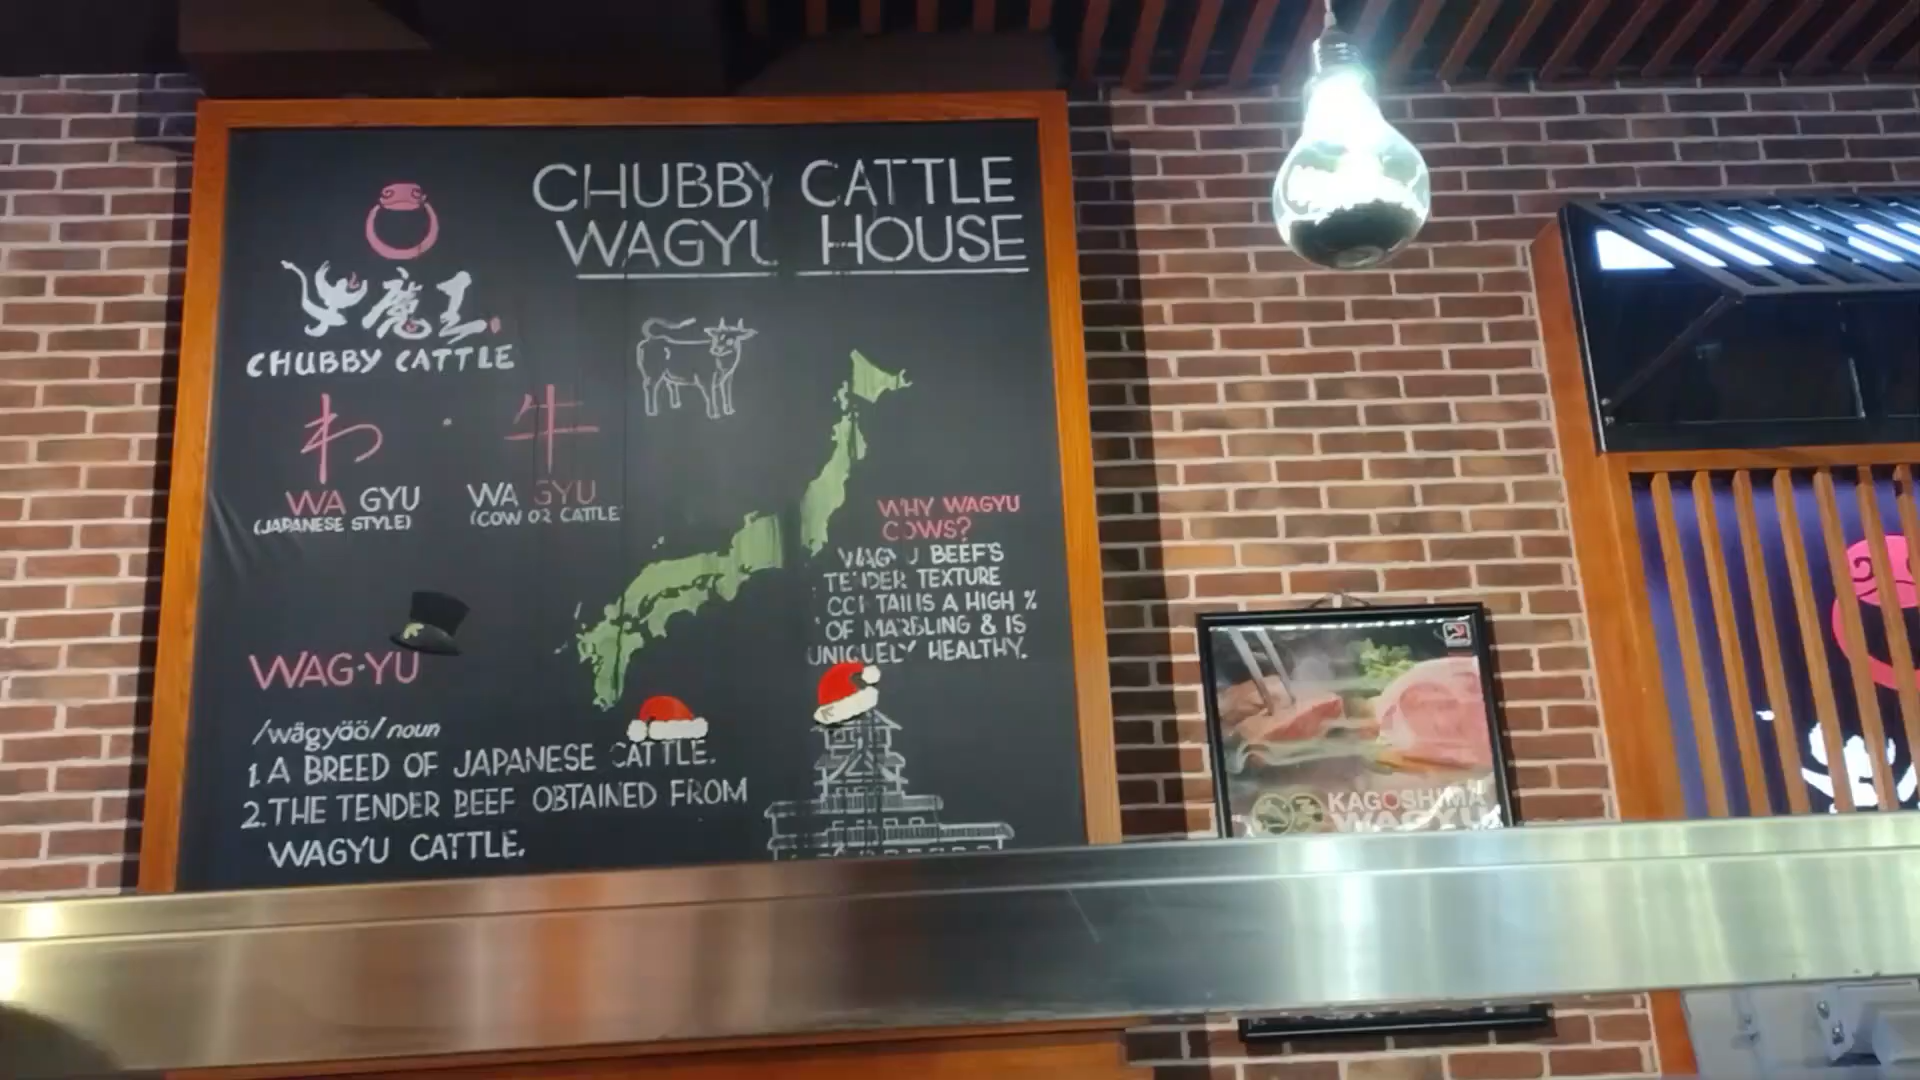 CHUBBY CATTLE
WAGYU HOUSE
牛魔王
CHUBBY CATTLE
わ · 牛
WA GYU
(JAPANESE STYLE)
WA GYU
(COW OR CATTLE
WHY WAGYU
COWS?
WAGYU BEEF'S
TENDER TEXTURE
CONTAINS A HIGH %
OF MARBLING & IS
UNIQUELY HEALTHY.
WAG·YU
/wägyöö/ noun
1. A BREED OF JAPANESE CATTLE.
2. THE TENDER BEEF OBTAINED FROM
WAGYU CATTLE.
KAGOSHIMA
WAGYU